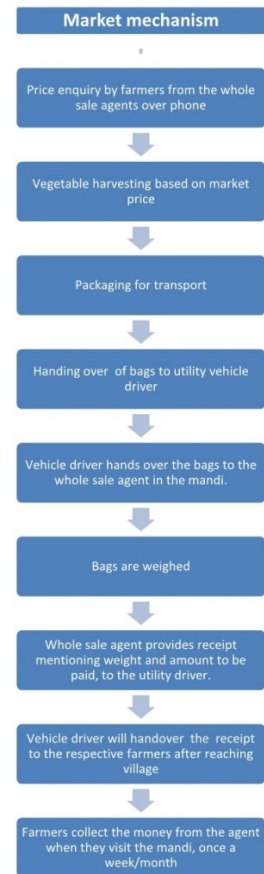 Market mechanism
Price enquiry by farmers from the whole
sale agents over phone
Vegetable harvesting based on market
price
Packaging for transport
Handing over of bags to utility vehicle
driver
Vehicle driver hands over the bags to the
whole sale agent in the mandi.
Bags are weighed
Whole sale agent provides receipt
mentioning weight and amount to be
paid, to the utility driver.
Vehicle driver will handover the receipt
to the respective farmers after reaching
village
Farmers collect the money from the agent
when they visit the mandi, once a
week/month